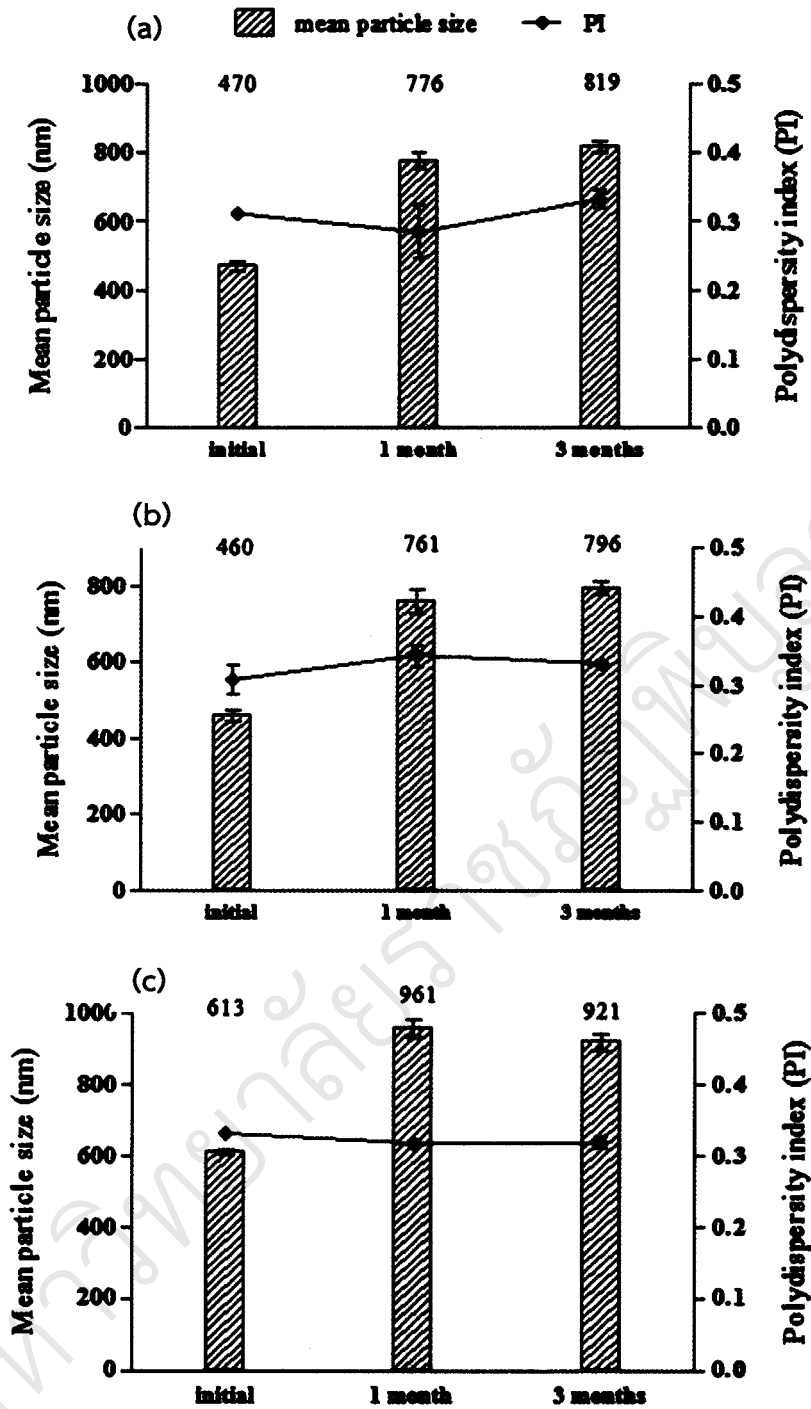 (a) mean particle size PI
470 776 819
1000 800 600 400 200 0
Mean particle size (nm)
0.5 0.4 0.3 0.2 0.1 0.0
Polydispersity index (PI)
initial 1 month 3 months
(b)
460 761 796
800 600 400 200 0
Mean particle size (nm)
0.5 0.4 0.3 0.2 0.1 0.0
Polydispersity index (PI)
initial 1 month 3 months
(c)
613 961 921
1000 800 600 400 200 0
Mean particle size (nm)
0.5 0.4 0.3 0.2 0.1 0.0
Polydispersity index (PI)
initial 1 month 3 months